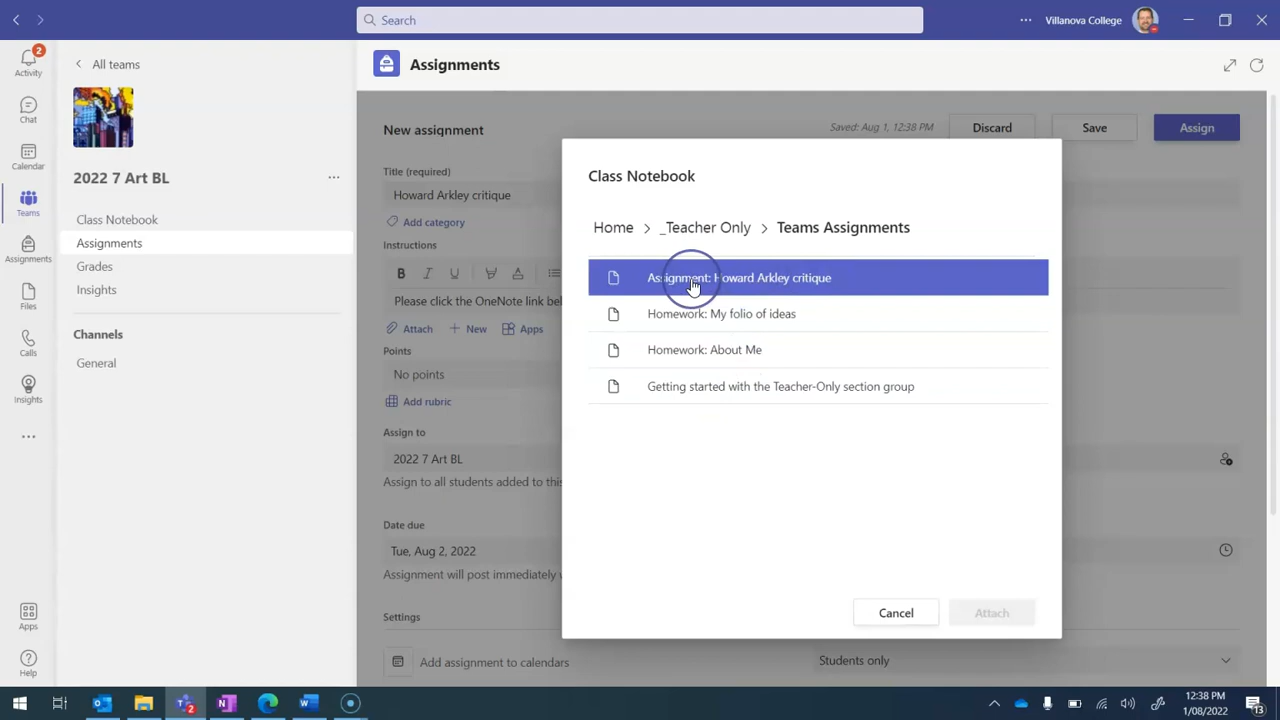 Search
Villanova College
2
Activity
Chat
Calendar
Teams
Assignments
Files
Calls
Insights
Apps
Help
All teams
2022 7 Art BL
Class Notebook
Assignments
Grades
Insights
Channels
General
Assignments
New assignment
Saved: Aug 1, 12:38 PM
Discard
Save
Assign
Title (required)
Howard Arkley critique
Add category
Instructions
B I U A
Please click the OneNote link bel
Attach
New
Apps
Points
No points
Add rubric
Assign to
2022 7 Art BL
Assign to all students added to this
Date due
Tue, Aug 2, 2022
Assignment will post immediately
Settings
Add assignment to calendars
Students only
Class Notebook
Home > _Teacher Only > Teams Assignments
Assignment: Howard Arkley critique
Homework: My folio of ideas
Homework: About Me
Getting started with the Teacher-Only section group
Cancel
Attach
2
12:38 PM
1/08/2022
13